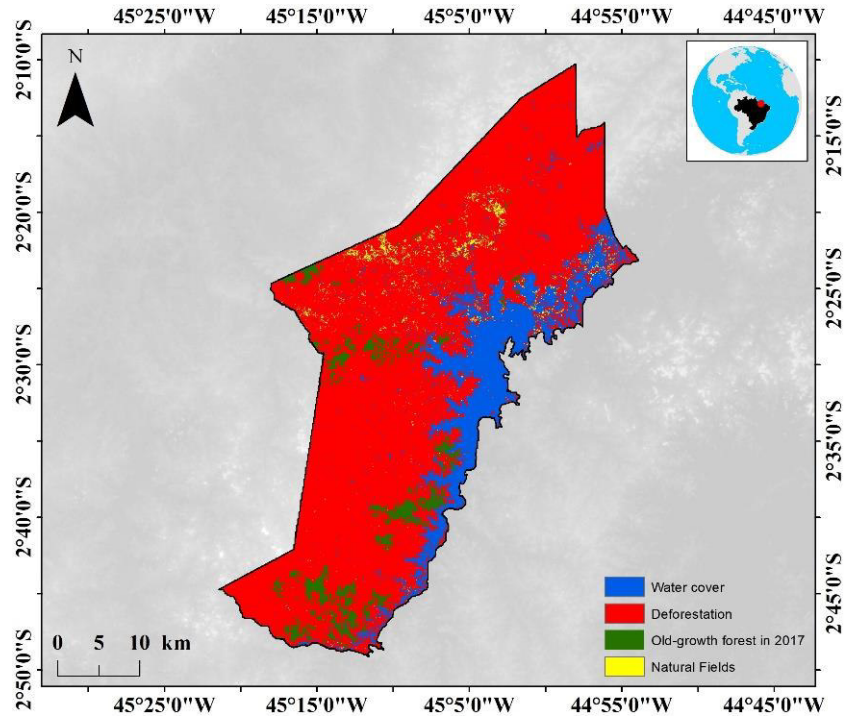 45°25'0"W 45°15'0"W 45°5'0"W 44°55'0"W 44°45'0"W
2°10'0"S
2°20'0"S
2°30'0"S
2°40'0"S
2°50'0"S
N
2°15'0"S
2°25'0"S
2°35'0"S
2°45'0"S
Water cover
Deforestation
Old-growth forest in 2017
Natural Fields
0 5 10 km
45°25'0"W 45°15'0"W 45°5'0"W 44°55'0"W 44°45'0"W